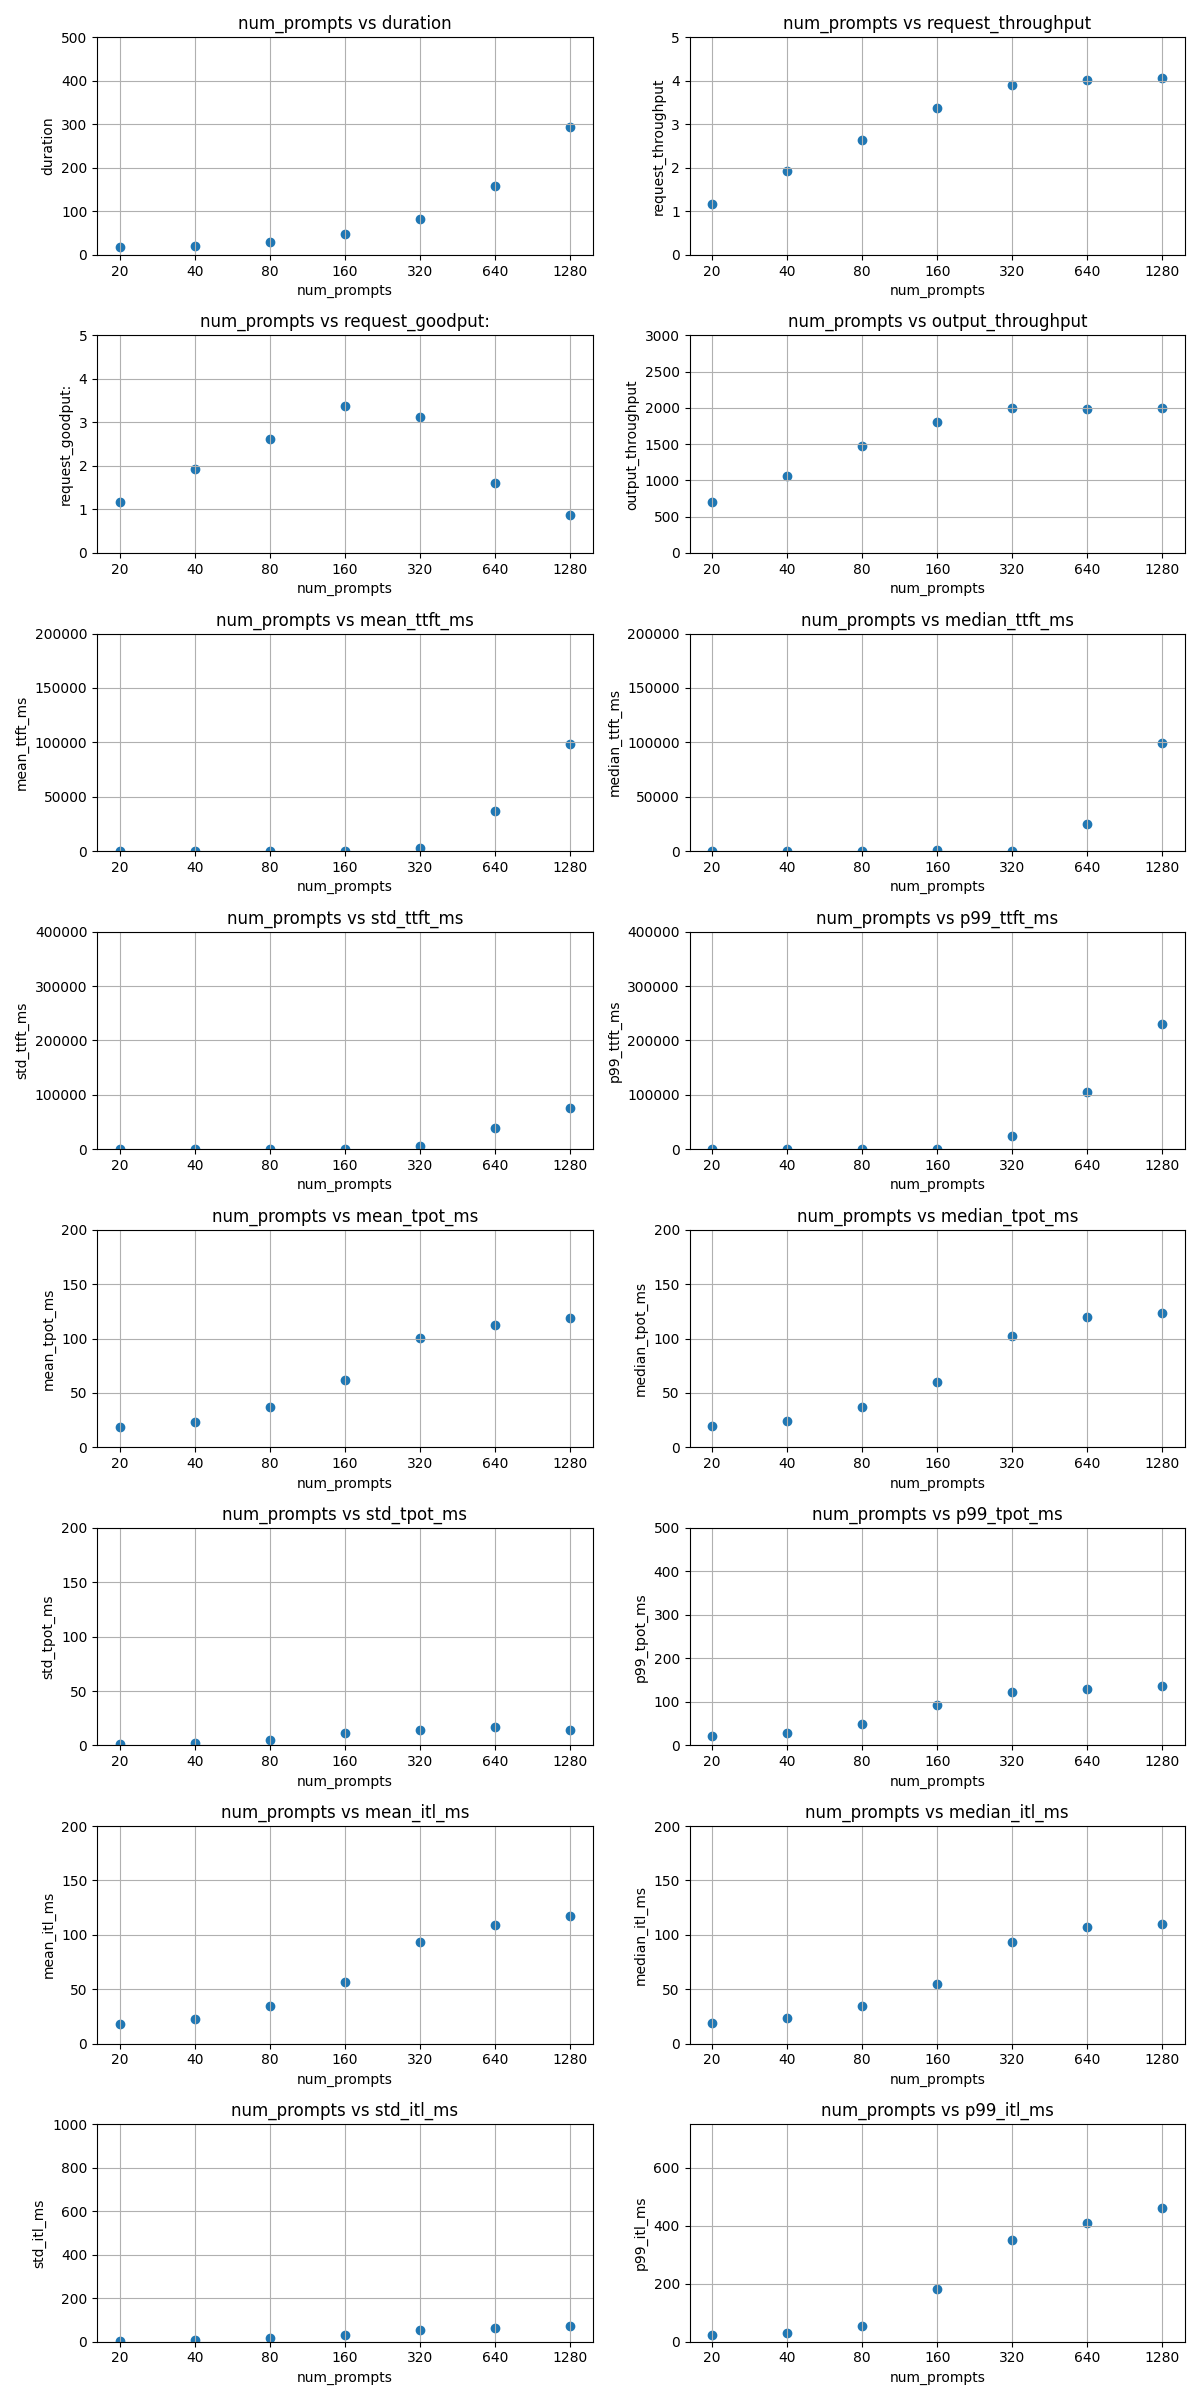 num_prompts vs duration
500
400
300
200
100
0
duration
20 40 80 160 320 640 1280
num_prompts
num_prompts vs request_throughput
5
4
3
2
1
0
request_throughput
20 40 80 160 320 640 1280
num_prompts
num_prompts vs request_goodput:
5
4
3
2
1
0
request_goodput:
20 40 80 160 320 640 1280
num_prompts
num_prompts vs output_throughput
3000
2500
2000
1500
1000
500
0
output_throughput
20 40 80 160 320 640 1280
num_prompts
num_prompts vs mean_ttft_ms
200000
150000
100000
50000
0
mean_ttft_ms
20 40 80 160 320 640 1280
num_prompts
num_prompts vs median_ttft_ms
200000
150000
100000
50000
0
median_ttft_ms
20 40 80 160 320 640 1280
num_prompts
num_prompts vs std_ttft_ms
400000
300000
200000
100000
0
std_ttft_ms
20 40 80 160 320 640 1280
num_prompts
num_prompts vs p99_ttft_ms
400000
300000
200000
100000
0
p99_ttft_ms
20 40 80 160 320 640 1280
num_prompts
num_prompts vs mean_tpot_ms
200
150
100
50
0
mean_tpot_ms
20 40 80 160 320 640 1280
num_prompts
num_prompts vs median_tpot_ms
200
150
100
50
0
median_tpot_ms
20 40 80 160 320 640 1280
num_prompts
num_prompts vs std_tpot_ms
200
150
100
50
0
std_tpot_ms
20 40 80 160 320 640 1280
num_prompts
num_prompts vs p99_tpot_ms
500
400
300
200
100
0
p99_tpot_ms
20 40 80 160 320 640 1280
num_prompts
num_prompts vs mean_itl_ms
200
150
100
50
0
mean_itl_ms
20 40 80 160 320 640 1280
num_prompts
num_prompts vs median_itl_ms
200
150
100
50
0
median_itl_ms
20 40 80 160 320 640 1280
num_prompts
num_prompts vs std_itl_ms
1000
800
600
400
200
0
std_itl_ms
20 40 80 160 320 640 1280
num_prompts
num_prompts vs p99_itl_ms
600
400
200
0
p99_itl_ms
20 40 80 160 320 640 1280
num_prompts